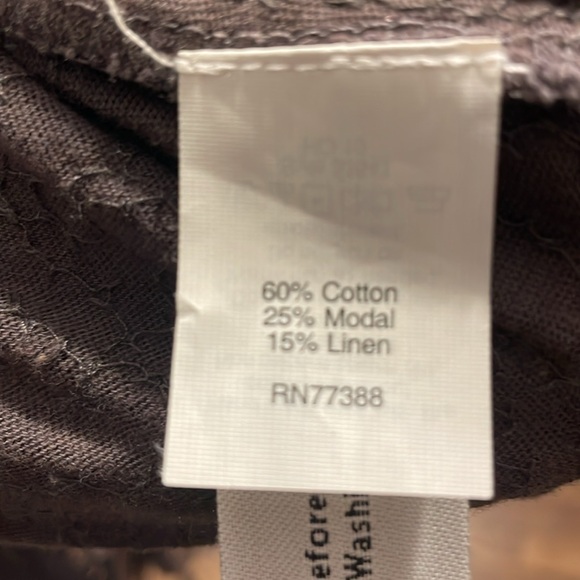 60% Cotton
25% Modal
15% Linen
RN77388
efore
Washi